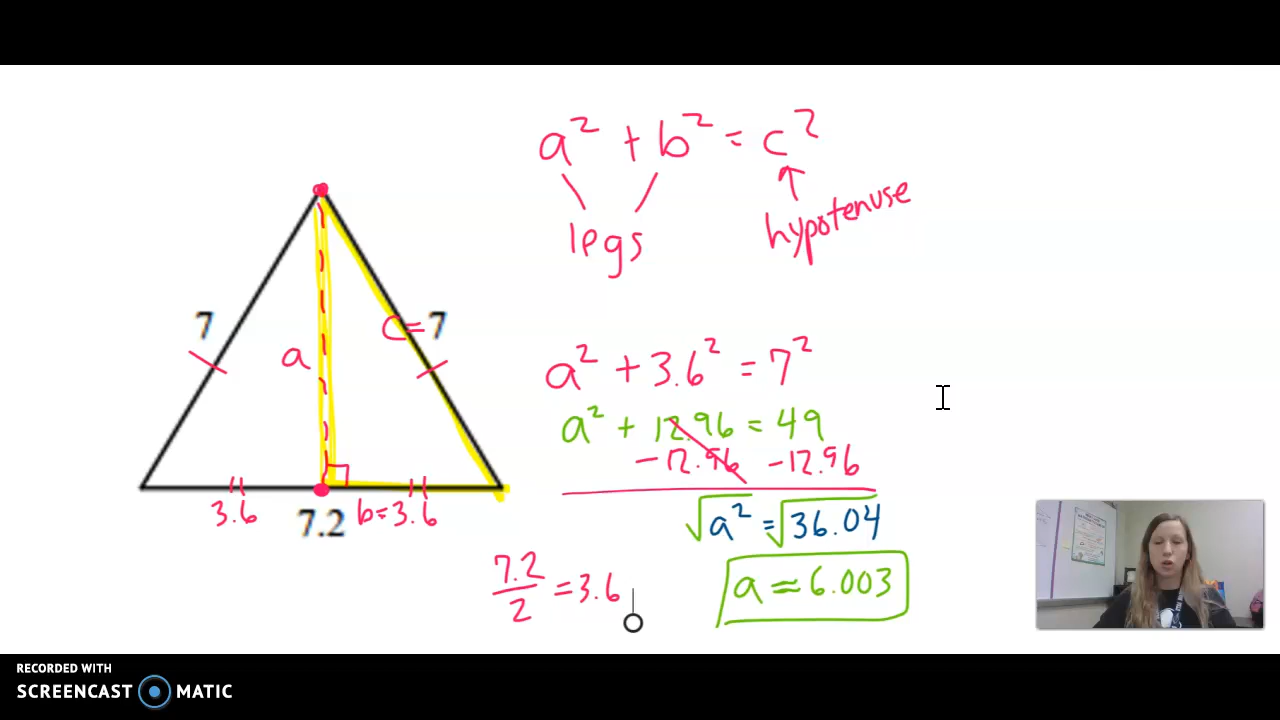 a² + b² = c²
legs
hypotenuse
7
a
c=7
a² + 3.6² = 7²
a² + 12.96 = 49
-12.96 -12.96
√a² = √36.04
a ≈ 6.003
3.6
7.2
b=3.6
7.2/2 = 3.6
RECORDED WITH
SCREENCAST MATIC